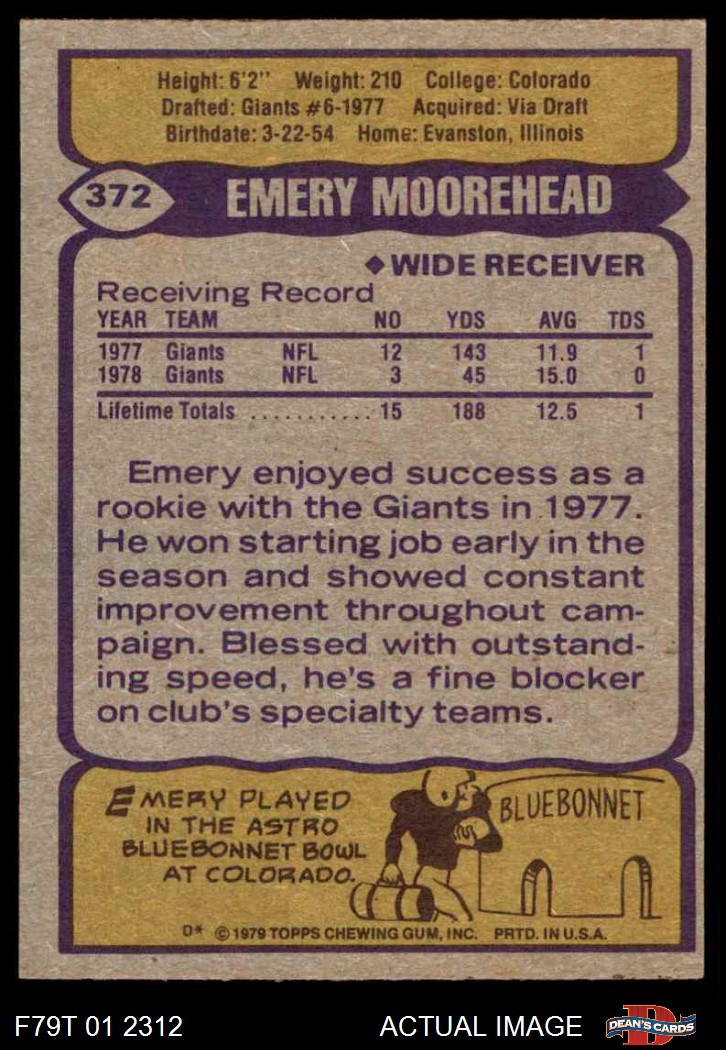 Height: 6'2" Weight: 210 College: Colorado
Drafted: Giants #6-1977 Acquired: Via Draft
Birthdate: 3-22-54 Home: Evanston, Illinois
372 EMERY MOOREHEAD
◆ WIDE RECEIVER
Receiving Record
YEAR TEAM NO YDS AVG TDS
1977 Giants NFL 12 143 11.9 1
1978 Giants NFL 3 45 15.0 0
Lifetime Totals ........... 15 188 12.5 1
Emery enjoyed success as a
rookie with the Giants in 1977.
He won starting job early in the
season and showed constant
improvement throughout cam-
paign. Blessed with outstand-
ing speed, he's a fine blocker
on club's specialty teams.
EMERY PLAYED
IN THE ASTRO
BLUEBONNET BOWL
AT COLORADO.
BLUEBONNET
D* © 1979 TOPPS CHEWING GUM, INC. PRTD. IN U.S.A.
F79T 01 2312 ACTUAL IMAGE D DEAN'S CARDS